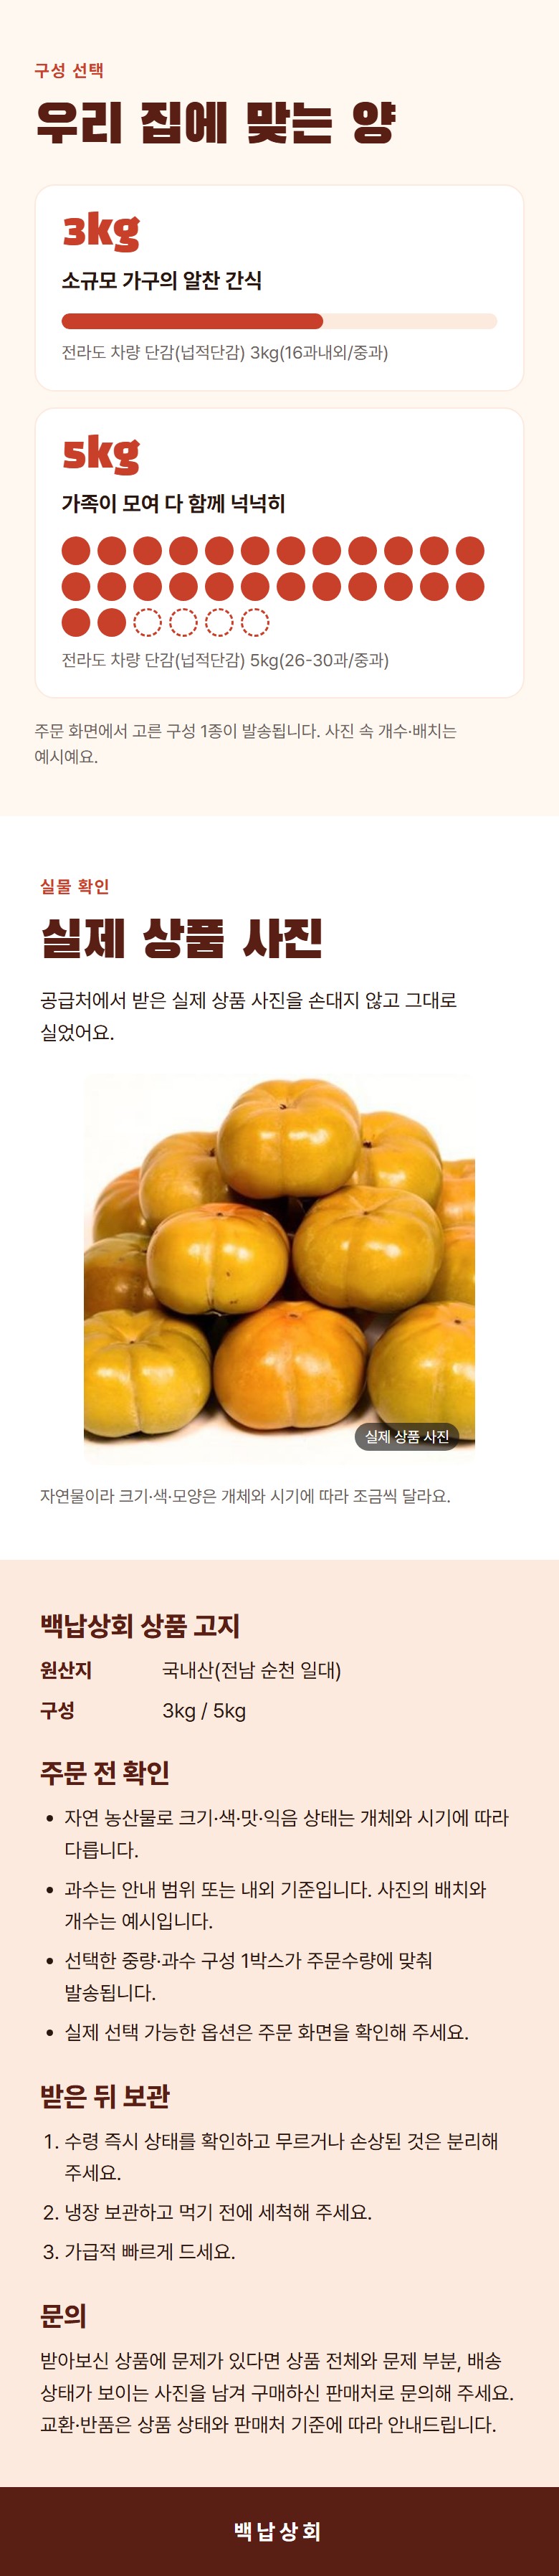 구성 선택
우리 집에 맞는 양
3kg
소규모 가구의 알찬 간식
전라도 차량 단감(넙적단감) 3kg(16과내외/중과)
5kg
가족이 모여 다 함께 넉넉히
전라도 차량 단감(넙적단감) 5kg(26-30과/중과)
주문 화면에서 고른 구성 1종이 발송됩니다. 사진 속 개수·배치는
예시예요.
실물 확인
실제 상품 사진
공급처에서 받은 실제 상품 사진을 손대지 않고 그대로
실었어요.
실제 상품 사진
자연물이라 크기·색·모양은 개체와 시기에 따라 조금씩 달라요.
백납상회 상품 고지
원산지 국내산(전남 순천 일대)
구성 3kg / 5kg
주문 전 확인
• 자연 농산물로 크기·색·맛·익음 상태는 개체와 시기에 따라
다릅니다.
• 과수는 안내 범위 또는 내외 기준입니다. 사진의 배치와
개수는 예시입니다.
• 선택한 중량·과수 구성 1박스가 주문수량에 맞춰
발송됩니다.
• 실제 선택 가능한 옵션은 주문 화면을 확인해 주세요.
받은 뒤 보관
1. 수령 즉시 상태를 확인하고 무르거나 손상된 것은 분리해
주세요.
2. 냉장 보관하고 먹기 전에 세척해 주세요.
3. 가급적 빠르게 드세요.
문의
받아보신 상품에 문제가 있다면 상품 전체와 문제 부분, 배송
상태가 보이는 사진을 남겨 구매하신 판매처로 문의해 주세요.
교환·반품은 상품 상태와 판매처 기준에 따라 안내드립니다.
백납상회